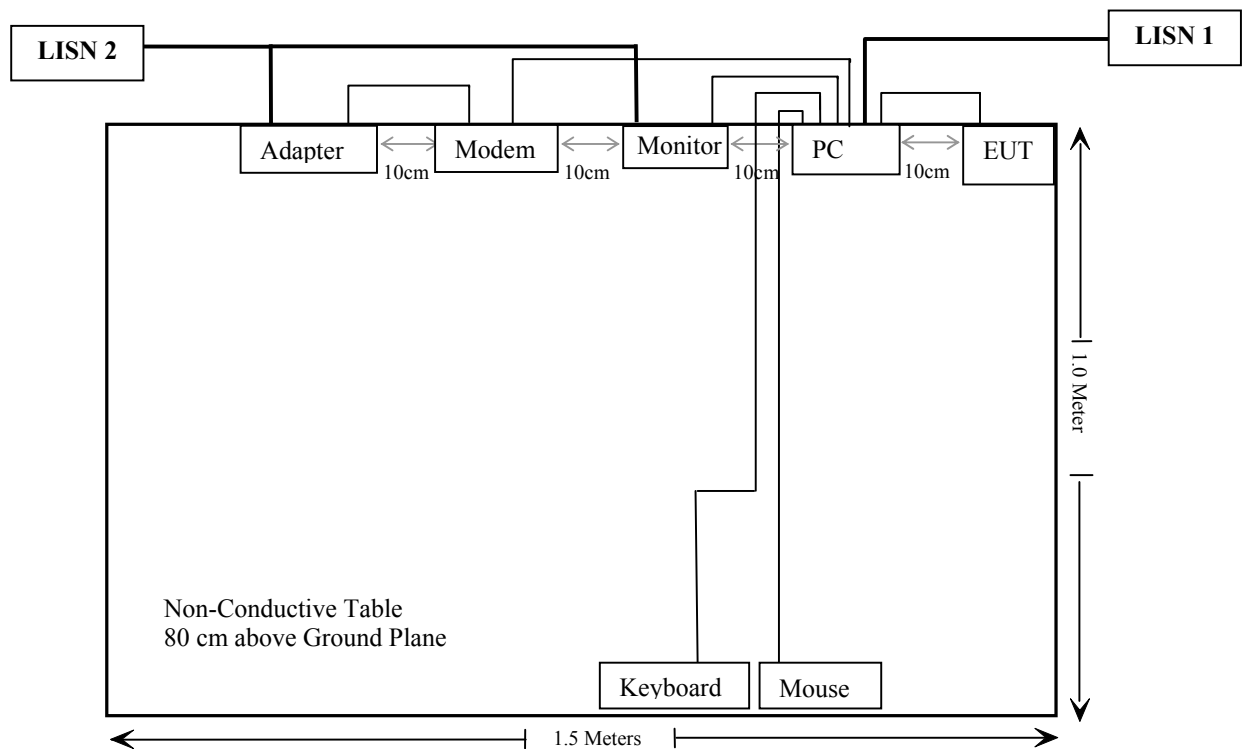 LISN 2
LISN 1
Adapter
Modem
Monitor
PC
EUT
10cm
10cm
10cm
10cm
1.0 Meter
Non-Conductive Table
80 cm above Ground Plane
Keyboard
Mouse
1.5 Meters